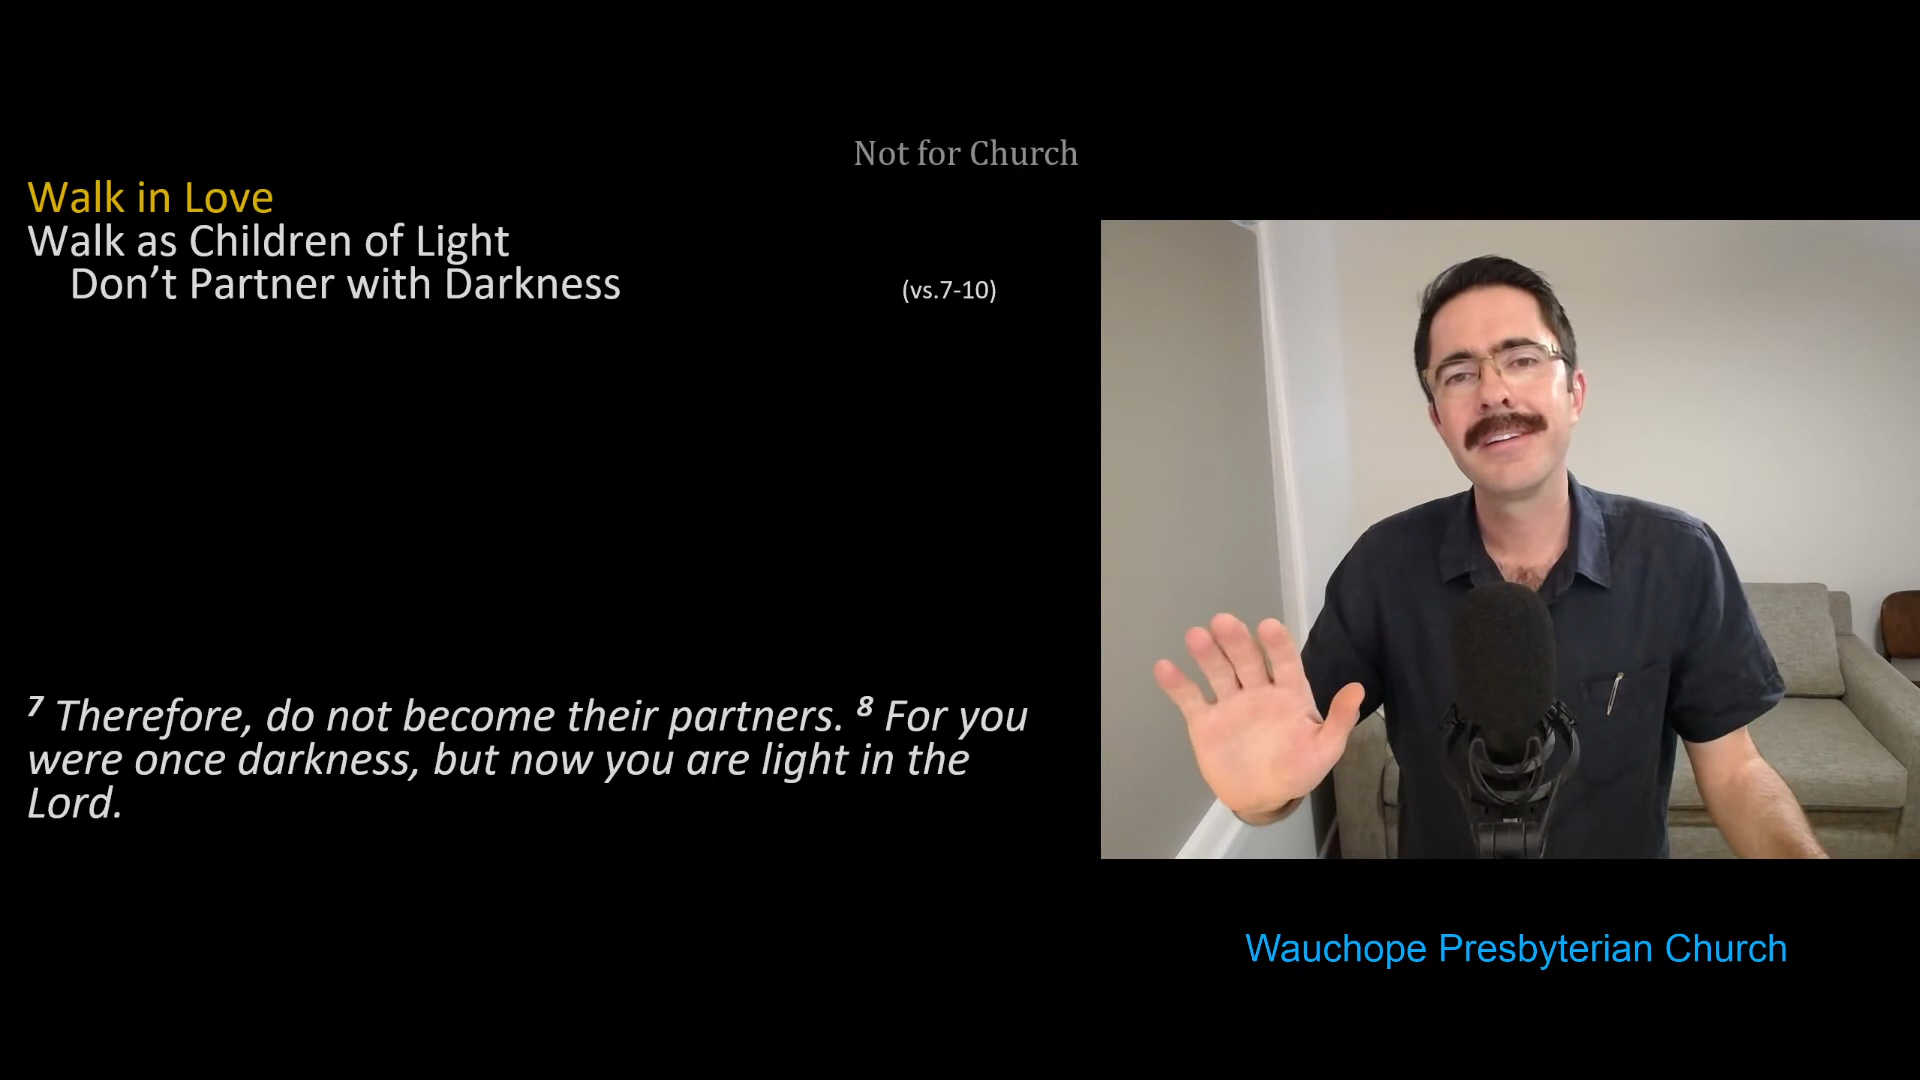 Not for Church
Walk in Love
Walk as Children of Light
Don’t Partner with Darkness (vs.7-10)
7 Therefore, do not become their partners. 8 For you
were once darkness, but now you are light in the
Lord.
Wauchope Presbyterian Church